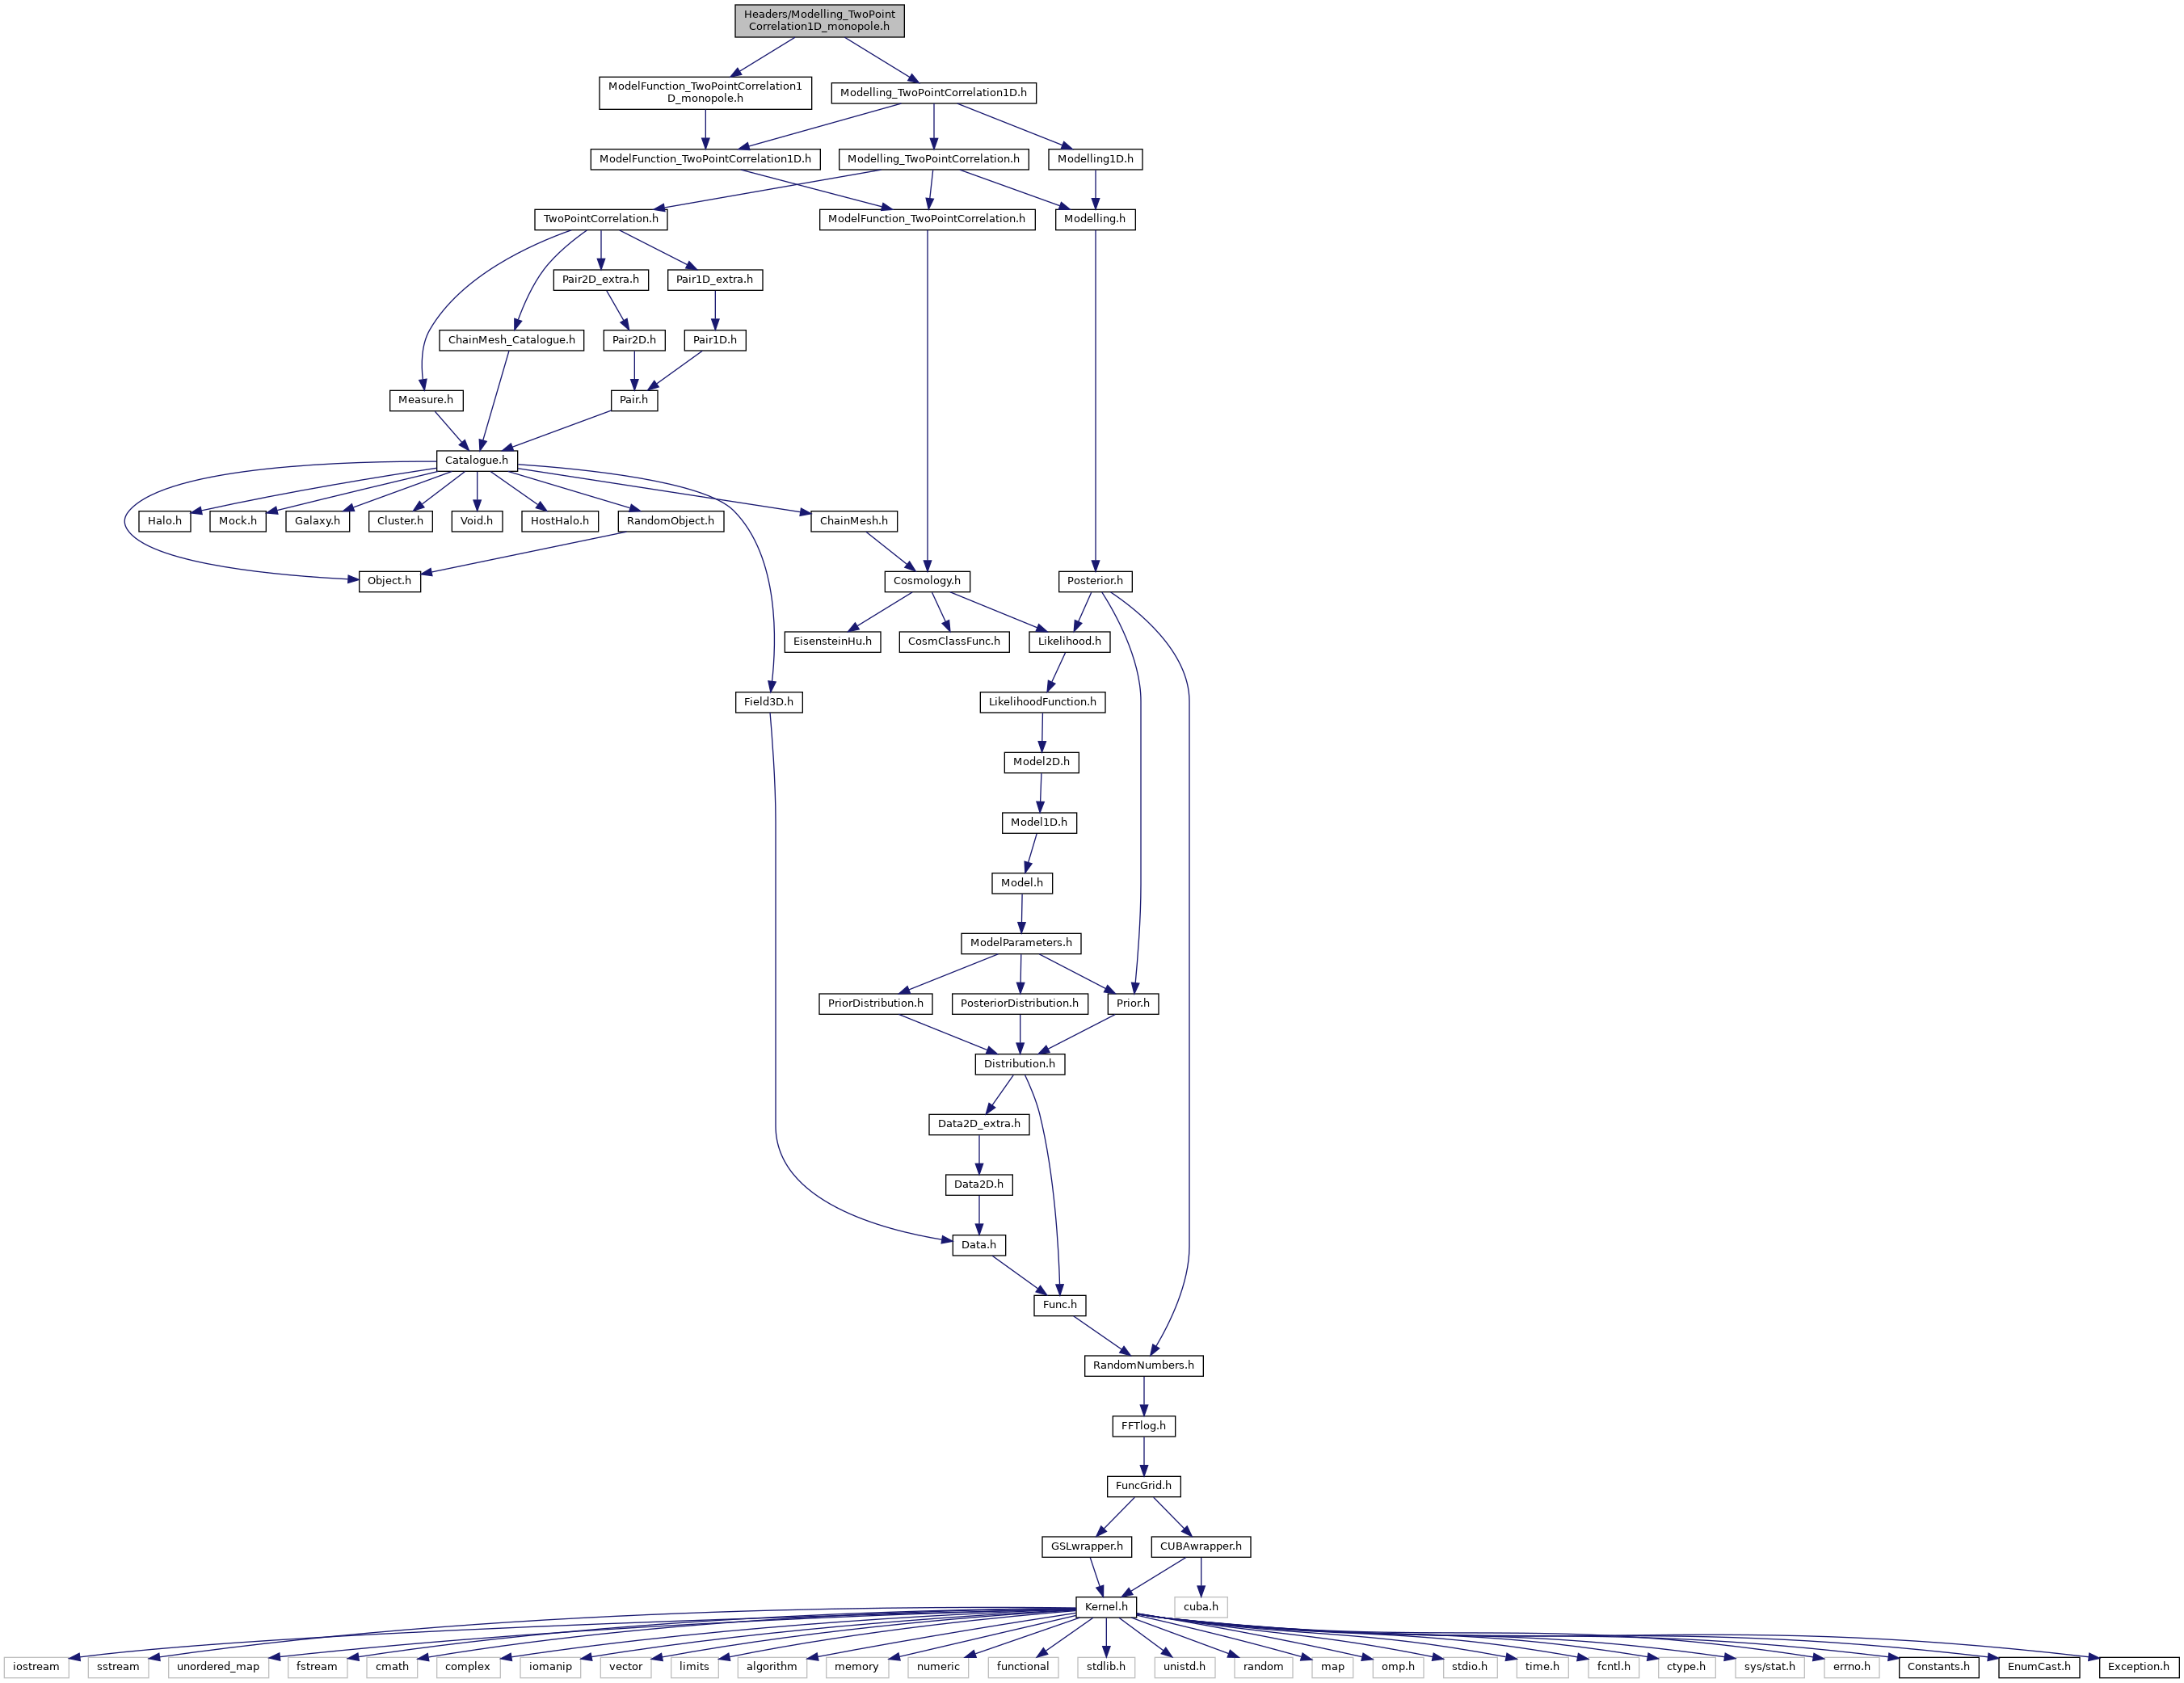 Headers/Modelling_TwoPoint
Correlation1D_monopole.h
ModelFunction_TwoPointCorrelation1
D_monopole.h
Modelling_TwoPointCorrelation1D.h
ModelFunction_TwoPointCorrelation1D.h
Modelling_TwoPointCorrelation.h
Modelling1D.h
TwoPointCorrelation.h
ModelFunction_TwoPointCorrelation.h
Modelling.h
Pair2D_extra.h
Pair1D_extra.h
ChainMesh_Catalogue.h
Pair2D.h
Pair1D.h
Measure.h
Pair.h
Catalogue.h
Halo.h
Mock.h
Galaxy.h
Cluster.h
Void.h
HostHalo.h
RandomObject.h
ChainMesh.h
Object.h
Cosmology.h
Posterior.h
EisensteinHu.h
CosmClassFunc.h
Likelihood.h
Field3D.h
LikelihoodFunction.h
Model2D.h
Model1D.h
Model.h
ModelParameters.h
PriorDistribution.h
PosteriorDistribution.h
Prior.h
Distribution.h
Data2D_extra.h
Data2D.h
Data.h
Func.h
RandomNumbers.h
FFTlog.h
FuncGrid.h
GSLwrapper.h
CUBAwrapper.h
Kernel.h
cuba.h
iostream
sstream
unordered_map
fstream
cmath
complex
iomanip
vector
limits
algorithm
memory
numeric
functional
stdlib.h
unistd.h
random
map
omp.h
stdio.h
time.h
fcntl.h
ctype.h
sys/stat.h
errno.h
Constants.h
EnumCast.h
Exception.h